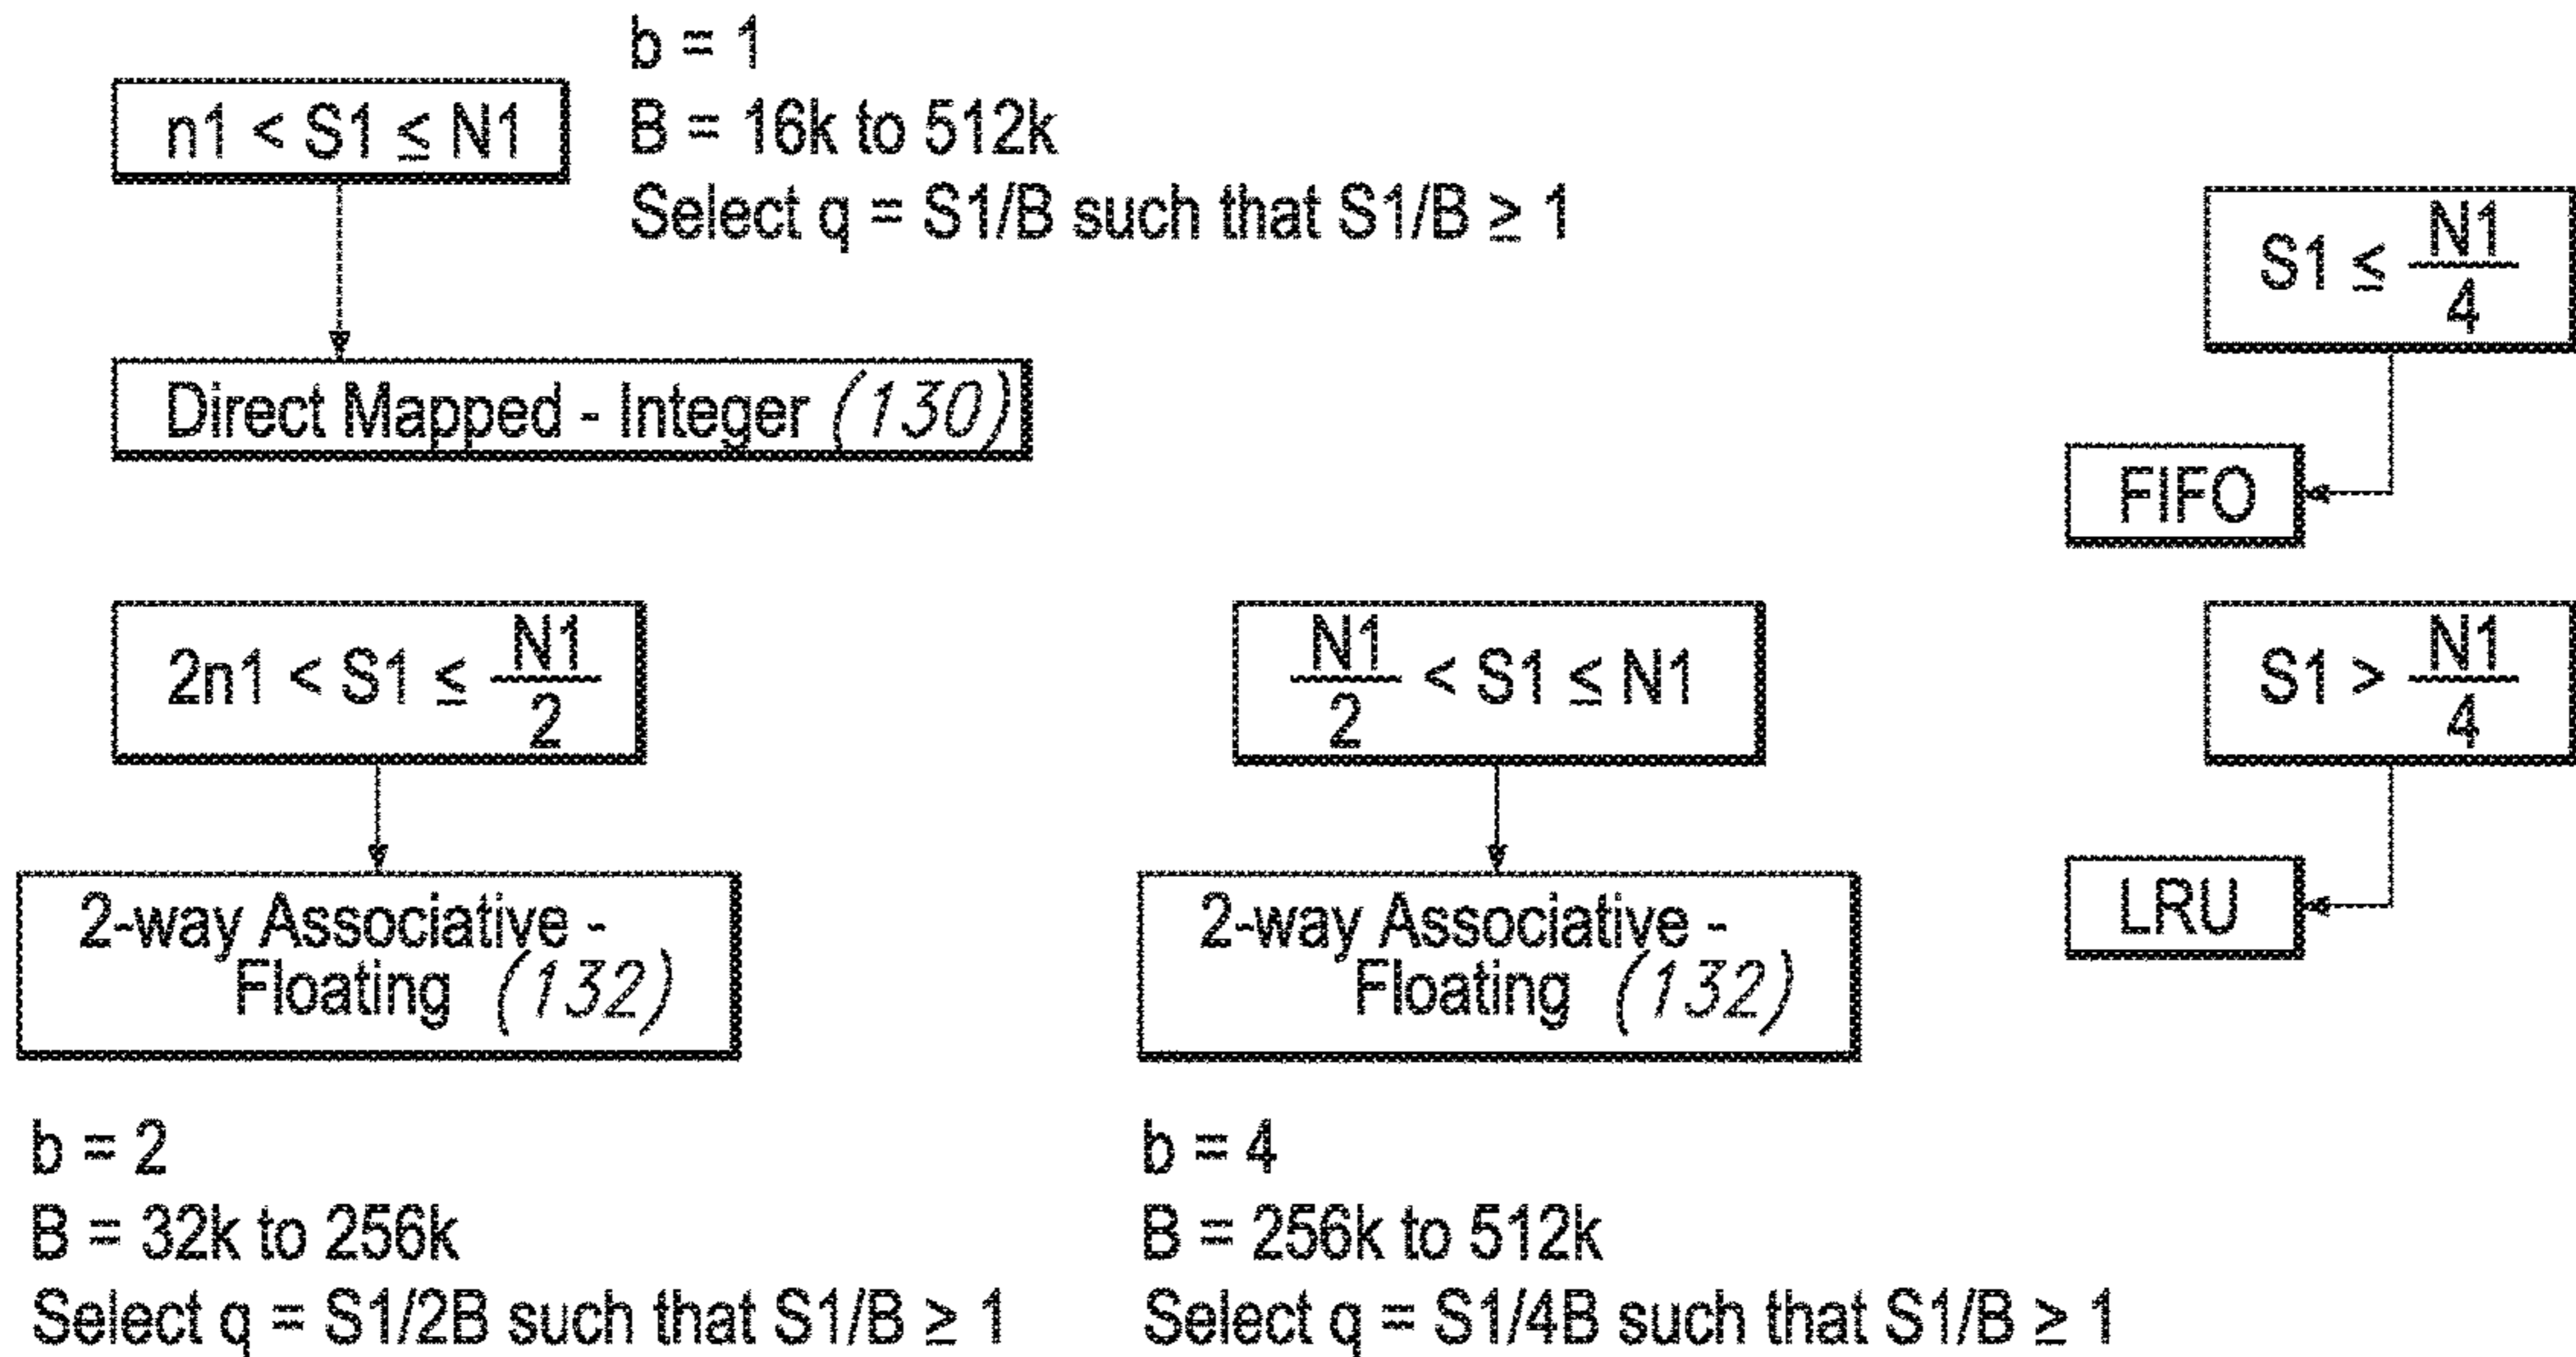 b = 1
n1 < S1 ≤ N1
B = 16k to 512k
Select q = S1/B such that S1/B ≥ 1
Direct Mapped - Integer (130)
S1 ≤ N1/4
FIFO
2n1 < S1 ≤ N1/2
2-way Associative -
Floating (132)
b = 2
B = 32k to 256k
Select q = S1/2B such that S1/B ≥ 1
N1/2 < S1 ≤ N1
2-way Associative -
Floating (132)
b = 4
B = 256k to 512k
Select q = S1/4B such that S1/B ≥ 1
S1 > N1/4
LRU